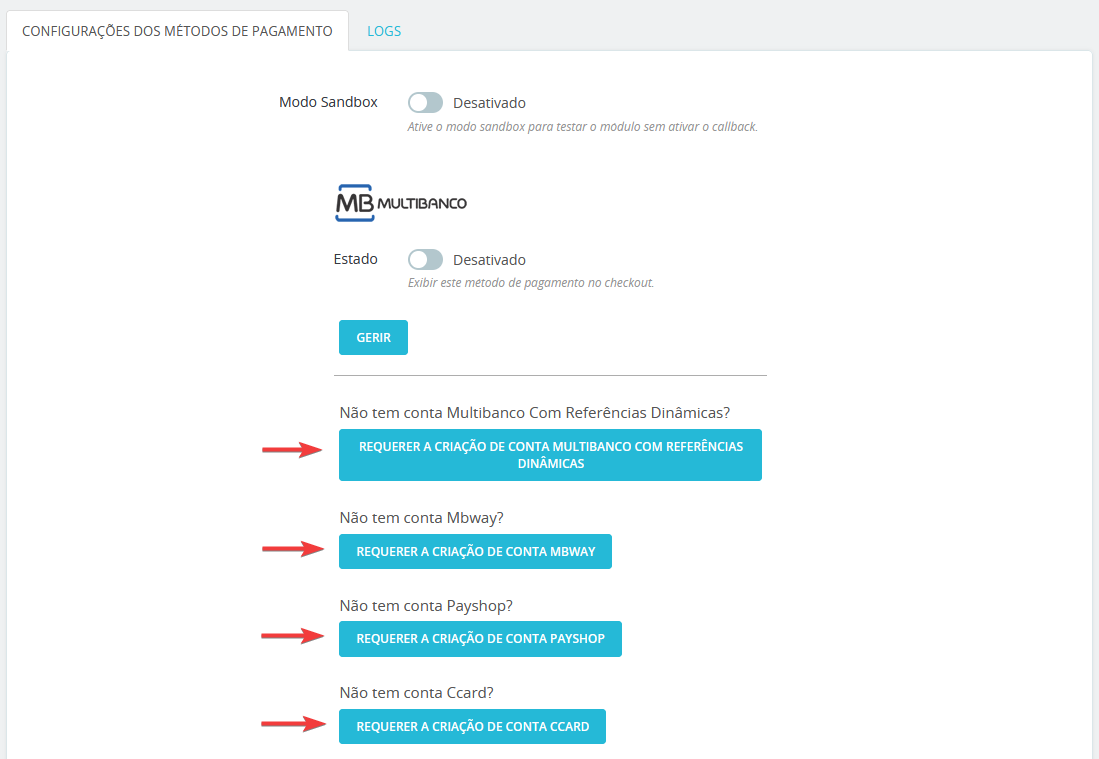 CONFIGURAÇÕES DOS MÉTODOS DE PAGAMENTO
LOGS
Modo Sandbox
Desativado
Ative o modo sandbox para testar o módulo sem ativar o callback.
MB MULTIBANCO
Estado
Desativado
Exibir este método de pagamento no checkout.
GERIR
Não tem conta Multibanco Com Referências Dinâmicas?
REQUERER A CRIAÇÃO DE CONTA MULTIBANCO COM REFERÊNCIAS
DINÂMICAS
Não tem conta Mbway?
REQUERER A CRIAÇÃO DE CONTA MBWAY
Não tem conta Payshop?
REQUERER A CRIAÇÃO DE CONTA PAYSHOP
Não tem conta Ccard?
REQUERER A CRIAÇÃO DE CONTA CCARD